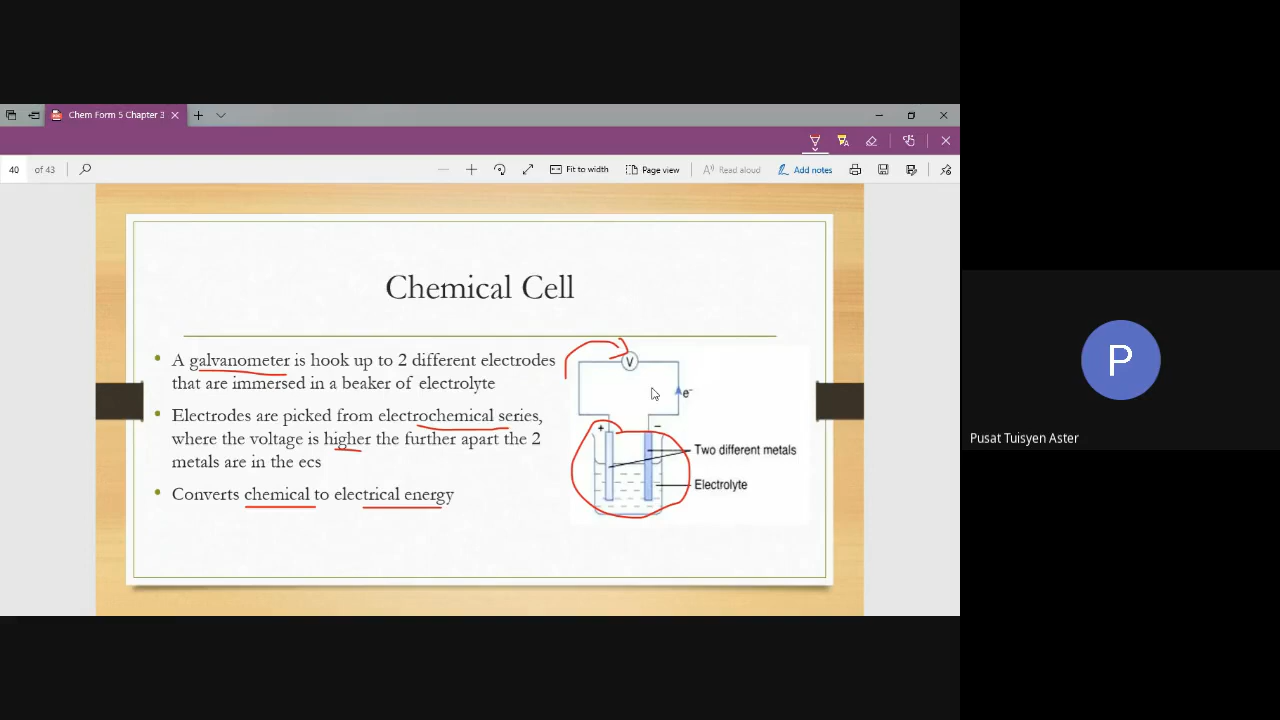 Chem Form 5 Chapter 3
40 of 43
Fit to width
Page view
Read aloud
Add notes
Chemical Cell
• A galvanometer is hook up to 2 different electrodes
that are immersed in a beaker of electrolyte
• Electrodes are picked from electrochemical series,
where the voltage is higher the further apart the 2
metals are in the ecs
• Converts chemical to electrical energy
V
e⁻
+
−
Two different metals
Electrolyte
P
Pusat Tuisyen Aster